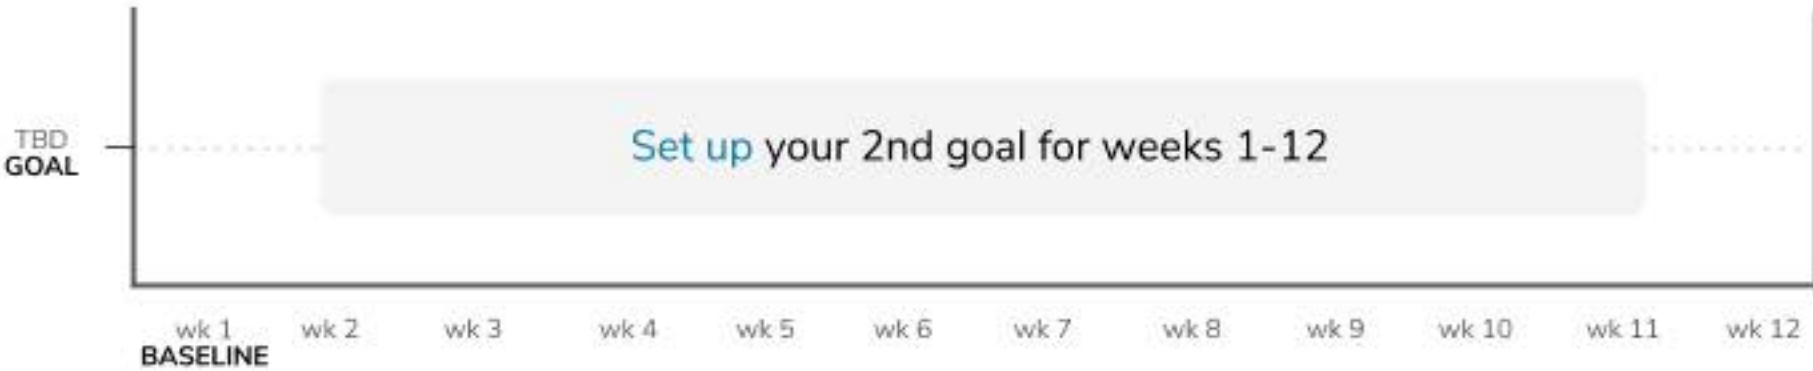 TBD
GOAL
Set up your 2nd goal for weeks 1-12
wk 1 wk 2 wk 3 wk 4 wk 5 wk 6 wk 7 wk 8 wk 9 wk 10 wk 11 wk 12
BASELINE